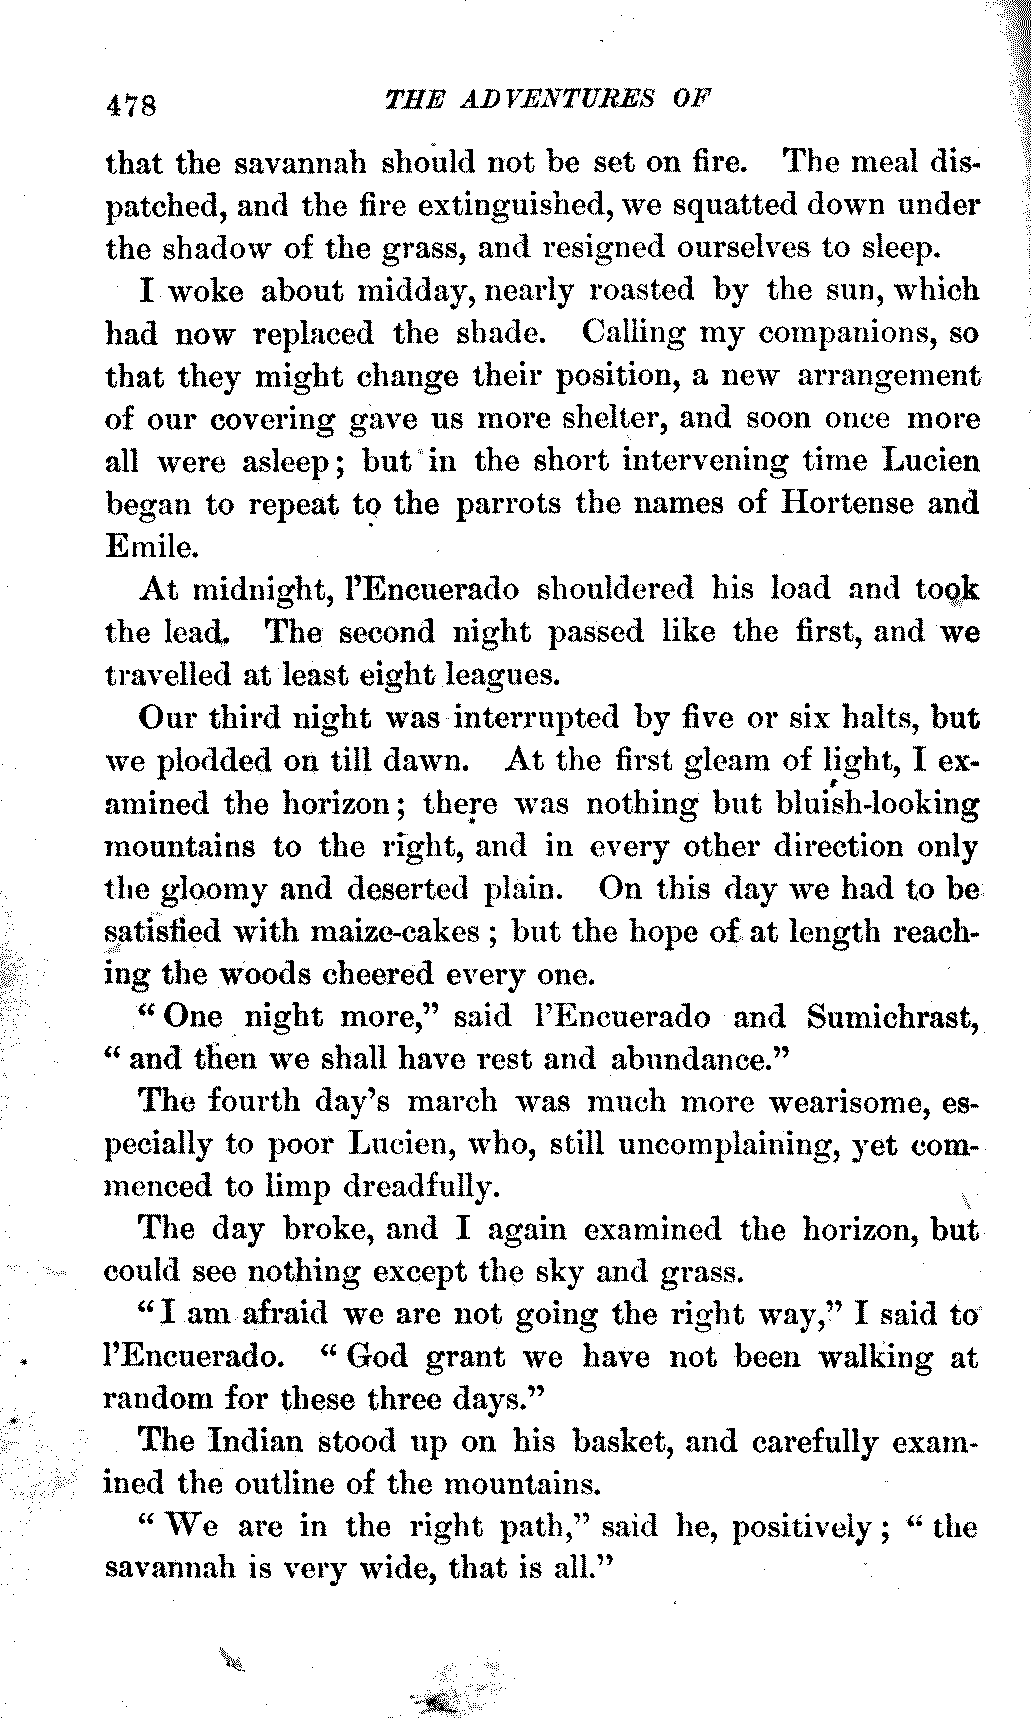 478 THE ADVENTURES OF
that the savannah should not be set on fire. The meal dis-
patched, and the fire extinguished, we squatted down under
the shadow of the grass, and resigned ourselves to sleep.
I woke about midday, nearly roasted by the sun, which
had now replaced the shade. Calling my companions, so
that they might change their position, a new arrangement
of our covering gave us more shelter, and soon once more
all were asleep; but in the short intervening time Lucien
began to repeat to the parrots the names of Hortense and
Emile.
At midnight, l'Encuerado shouldered his load and took
the lead. The second night passed like the first, and we
travelled at least eight leagues.
Our third night was interrupted by five or six halts, but
we plodded on till dawn. At the first gleam of light, I ex-
amined the horizon; there was nothing but bluish-looking
mountains to the right, and in every other direction only
the gloomy and deserted plain. On this day we had to be
satisfied with maize-cakes; but the hope of at length reach-
ing the woods cheered every one.
"One night more," said l'Encuerado and Sumichrast,
"and then we shall have rest and abundance."
The fourth day's march was much more wearisome, es-
pecially to poor Lucien, who, still uncomplaining, yet com-
menced to limp dreadfully.
The day broke, and I again examined the horizon, but
could see nothing except the sky and grass.
"I am afraid we are not going the right way," I said to
l'Encuerado. "God grant we have not been walking at
random for these three days."
The Indian stood up on his basket, and carefully exam-
ined the outline of the mountains.
"We are in the right path," said he, positively; "the
savannah is very wide, that is all."